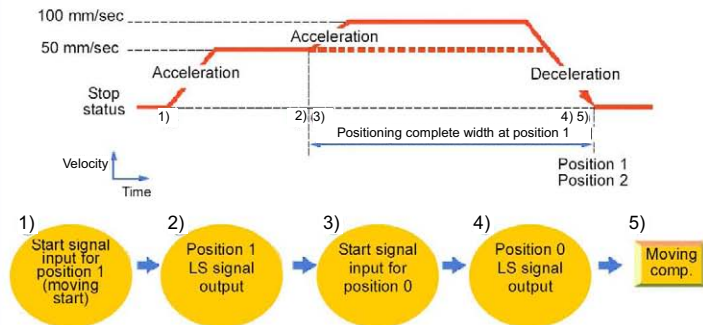 100 mm/sec
Acceleration
50 mm/sec
Acceleration
Deceleration
Stop
status
1)
2)
3)
4)
5)
Positioning complete width at position 1
Velocity
Time
Position 1
Position 2
1)
2)
3)
4)
5)
Start signal
input for
position 1
(moving
start)
Position 1
LS signal
output
Start signal
input for
position 0
Position 0
LS signal
output
Moving
comp.